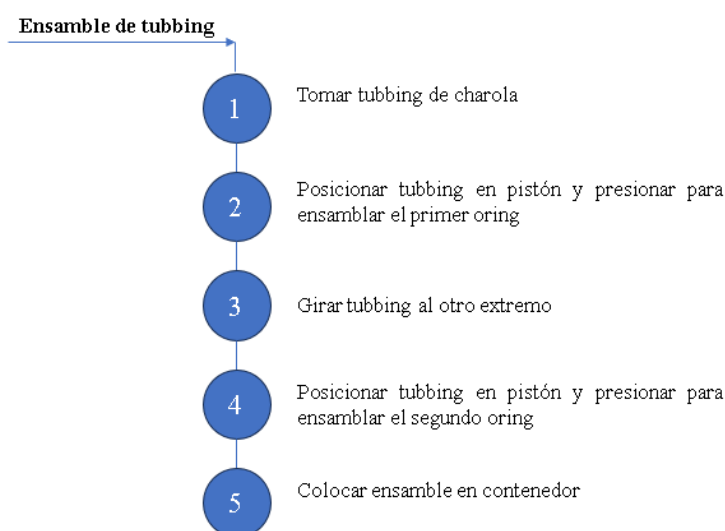 Ensamble de tubbing
1
Tomar tubbing de charola
2
Posicionar tubbing en pistón y presionar para
ensamblar el primer oring
3
Girar tubbing al otro extremo
4
Posicionar tubbing en pistón y presionar para
ensamblar el segundo oring
5
Colocar ensamble en contenedor